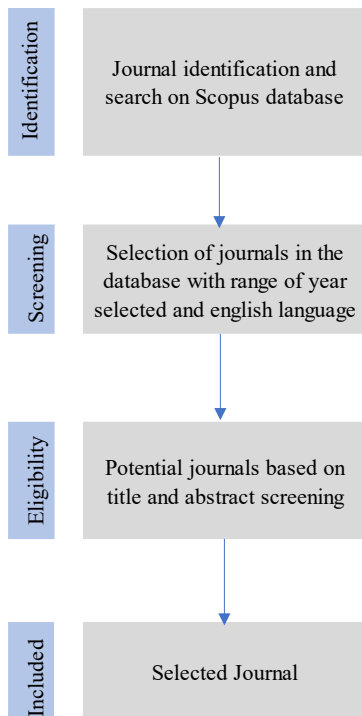 Identification
Journal identification and
search on Scopus database
Screening
Selection of journals in the
database with range of year
selected and english language
Eligibility
Potential journals based on
title and abstract screening
Included
Selected Journal